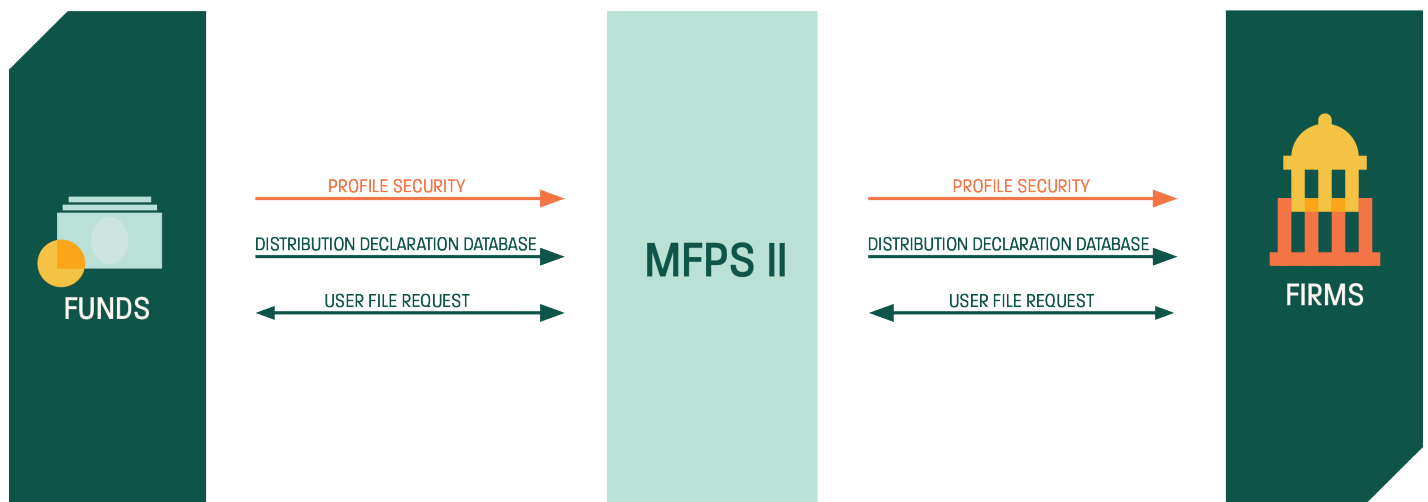 PROFILE SECURITY
DISTRIBUTION DECLARATION DATABASE
USER FILE REQUEST
FUNDS
MFPS II
PROFILE SECURITY
DISTRIBUTION DECLARATION DATABASE
USER FILE REQUEST
FIRMS